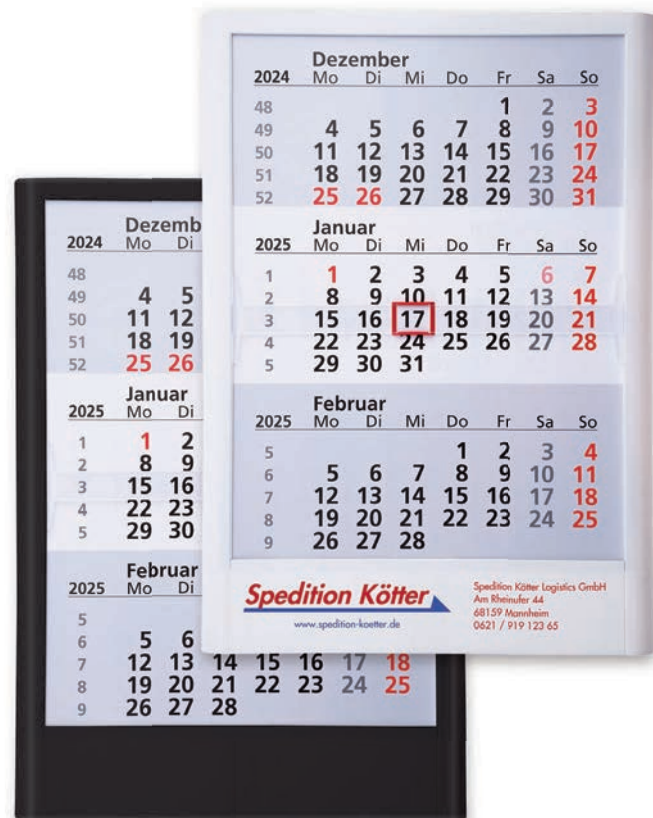 Dezember
2024 Mo Di Mi Do Fr Sa So
48 1 2 3
49 4 5 6 7 8 9 10
50 11 12 13 14 15 16 17
51 18 19 20 21 22 23 24
52 25 26 27 28 29 30 31
Januar
2025 Mo Di Mi Do Fr Sa So
1 1 2 3 4 5 6 7
2 8 9 10 11 12 13 14
3 15 16 17 18 19 20 21
4 22 23 24 25 26 27 28
5 29 30 31
Februar
2025 Mo Di Mi Do Fr Sa So
5 1 2 3 4
6 5 6 7 8 9 10 11
7 12 13 14 15 16 17 18
8 19 20 21 22 23 24 25
9 26 27 28
Spedition Kötter
www.spedition-koetter.de
Spedition Kötter Logistics GmbH
Am Rheinufer 44
68159 Mannheim
0621 / 919 123 65
Dezemb
2024 Mo Di
48
49 4 5
50 11 12
51 18 19
52 25 26
Januar
2025 Mo Di
1 1 2
2 8 9
3 15 16
4 22 23
5 29 30
Februar
2025 Mo Di
5
6 5 6
7 12 13 14 15 16 17 18
8 19 20 21 22 23 24 25
9 26 27 28